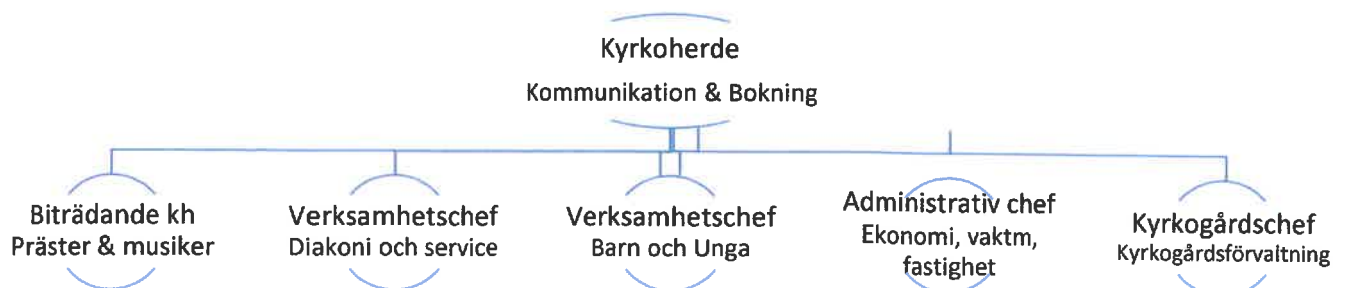 Kyrkoherde
Kommunikation & Bokning
Biträdande kh
Präster & musiker
Verksamhetschef
Diakoni och service
Verksamhetschef
Barn och Unga
Administrativ chef
Ekonomi, vaktm,
fastighet
Kyrkogårdschef
Kyrkogårdsförvaltning